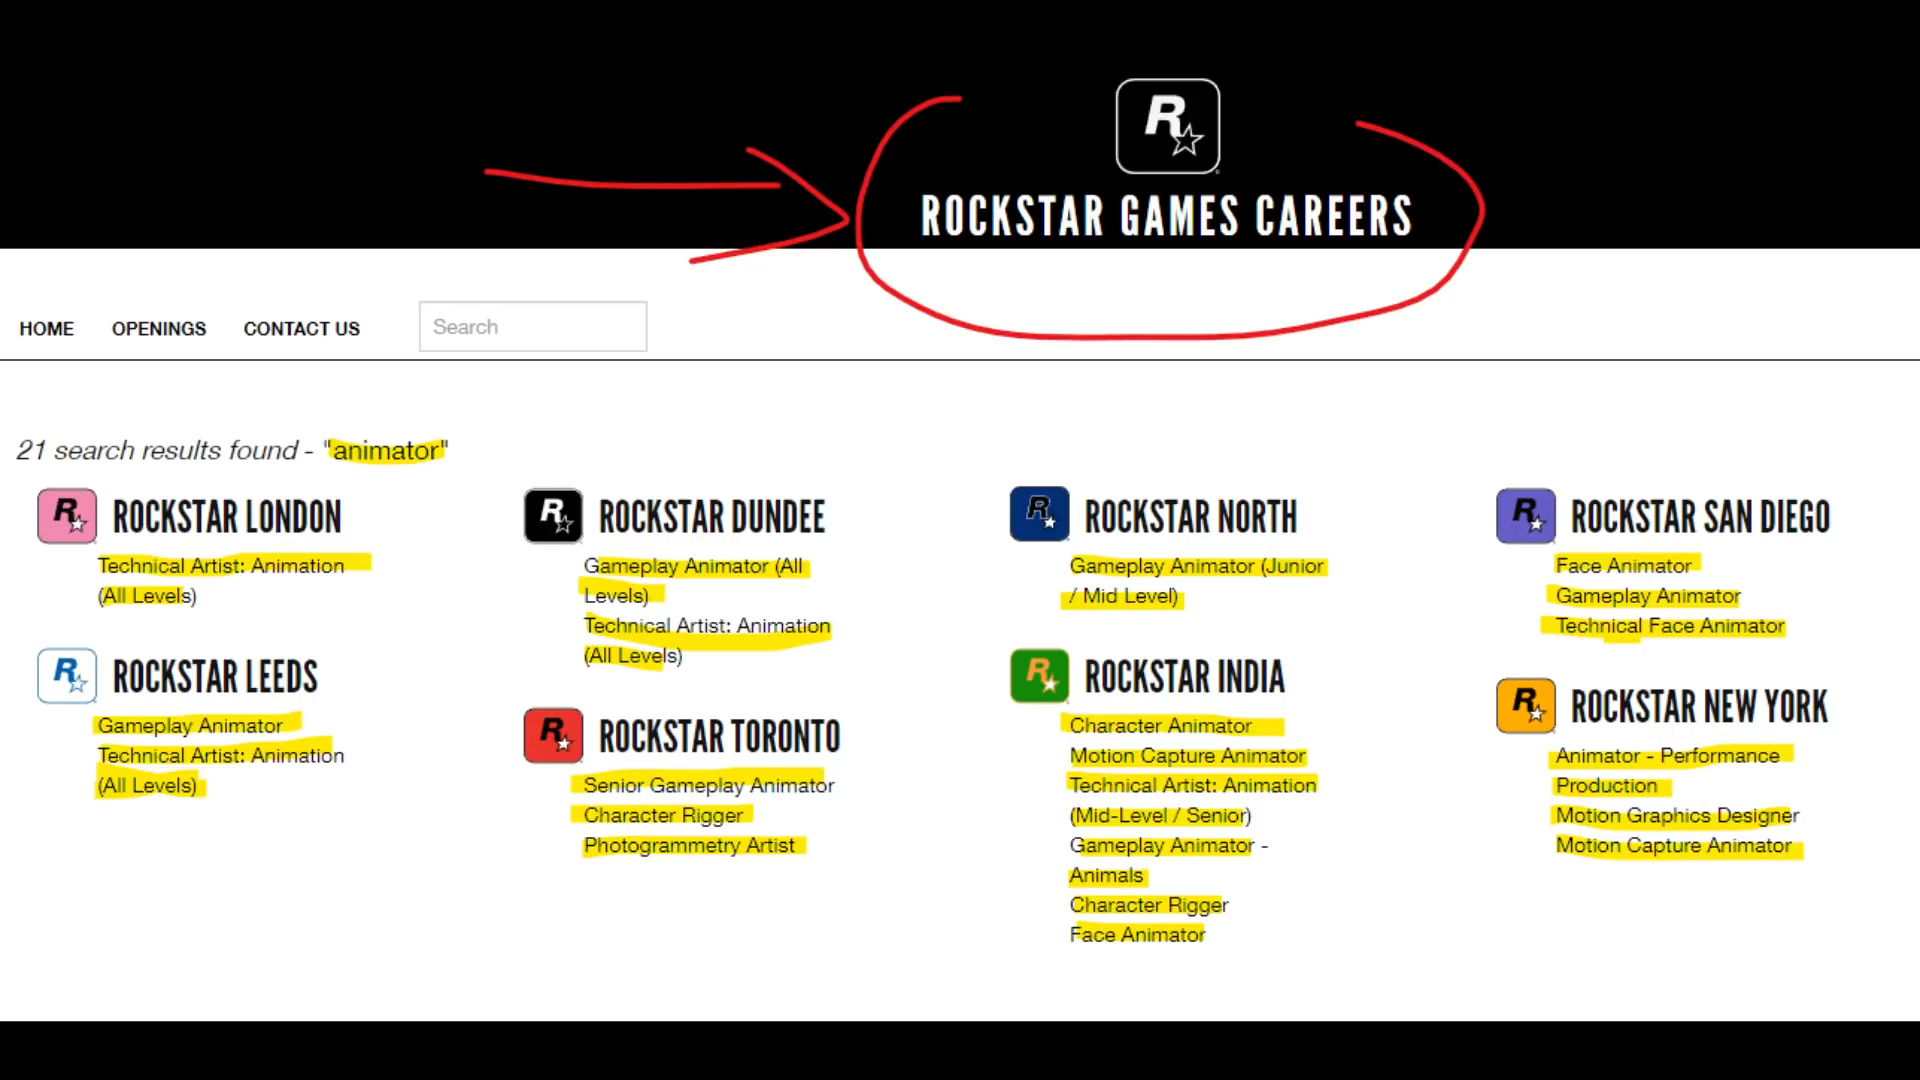 R
ROCKSTAR GAMES CAREERS
HOME OPENINGS CONTACT US Search
21 search results found - "animator"
R ROCKSTAR LONDON
Technical Artist: Animation
(All Levels)
R ROCKSTAR LEEDS
Gameplay Animator
Technical Artist: Animation
(All Levels)
R ROCKSTAR DUNDEE
Gameplay Animator (All
Levels)
Technical Artist: Animation
(All Levels)
R ROCKSTAR TORONTO
Senior Gameplay Animator
Character Rigger
Photogrammetry Artist
R ROCKSTAR NORTH
Gameplay Animator (Junior
/ Mid Level)
R ROCKSTAR INDIA
Character Animator
Motion Capture Animator
Technical Artist: Animation
(Mid-Level / Senior)
Gameplay Animator -
Animals
Character Rigger
Face Animator
R ROCKSTAR SAN DIEGO
Face Animator
Gameplay Animator
Technical Face Animator
R ROCKSTAR NEW YORK
Animator - Performance
Production
Motion Graphics Designer
Motion Capture Animator